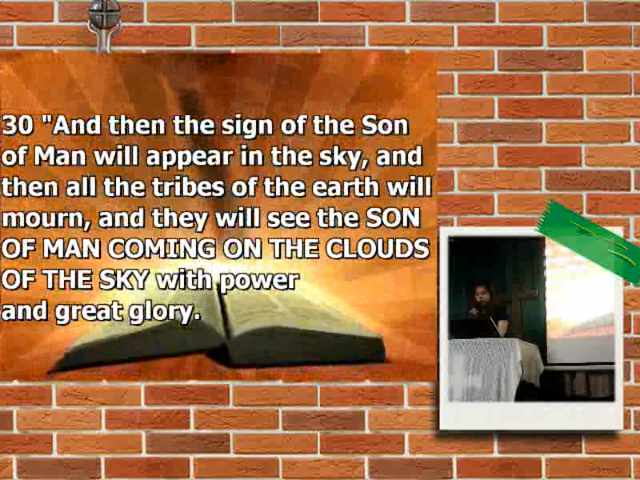 30 "And then the sign of the Son
of Man will appear in the sky, and
then all the tribes of the earth will
mourn, and they will see the SON
OF MAN COMING ON THE CLOUDS
OF THE SKY with power
and great glory.